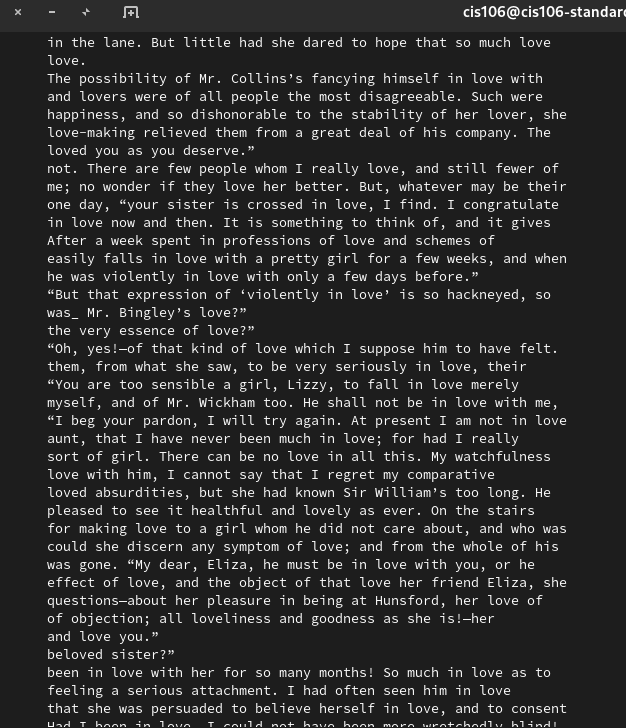 cis106@cis106-standar
in the lane. But little had she dared to hope that so much love
love.
The possibility of Mr. Collins’s fancying himself in love with
and lovers were of all people the most disagreeable. Such were
happiness, and so dishonorable to the stability of her lover, she
love-making relieved them from a great deal of his company. The
loved you as you deserve.”
not. There are few people whom I really love, and still fewer of
me; no wonder if they love her better. But, whatever may be their
one day, “your sister is crossed in love, I find. I congratulate
in love now and then. It is something to think of, and it gives
After a week spent in professions of love and schemes of
easily falls in love with a pretty girl for a few weeks, and when
he was violently in love with only a few days before.”
“But that expression of ‘violently in love’ is so hackneyed, so
was_ Mr. Bingley’s love?”
the very essence of love?”
“Oh, yes!—of that kind of love which I suppose him to have felt.
them, from what she saw, to be very seriously in love, their
“You are too sensible a girl, Lizzy, to fall in love merely
myself, and of Mr. Wickham too. He shall not be in love with me,
“I beg your pardon, I will try again. At present I am not in love
aunt, that I have never been much in love; for had I really
sort of girl. There can be no love in all this. My watchfulness
love with him, I cannot say that I regret my comparative
loved absurdities, but she had known Sir William’s too long. He
pleased to see it healthful and lovely as ever. On the stairs
for making love to a girl whom he did not care about, and who was
could she discern any symptom of love; and from the whole of his
was gone. “My dear, Eliza, he must be in love with you, or he
effect of love, and the object of that love her friend Eliza, she
questions—about her pleasure in being at Hunsford, her love of
of objection; all loveliness and goodness as she is!—her
and love you.”
beloved sister?”
been in love with her for so many months! So much in love as to
feeling a serious attachment. I had often seen him in love
that she was persuaded to believe herself in love, and to consent
Had I been in love, I could not have been more wretchedly blind!